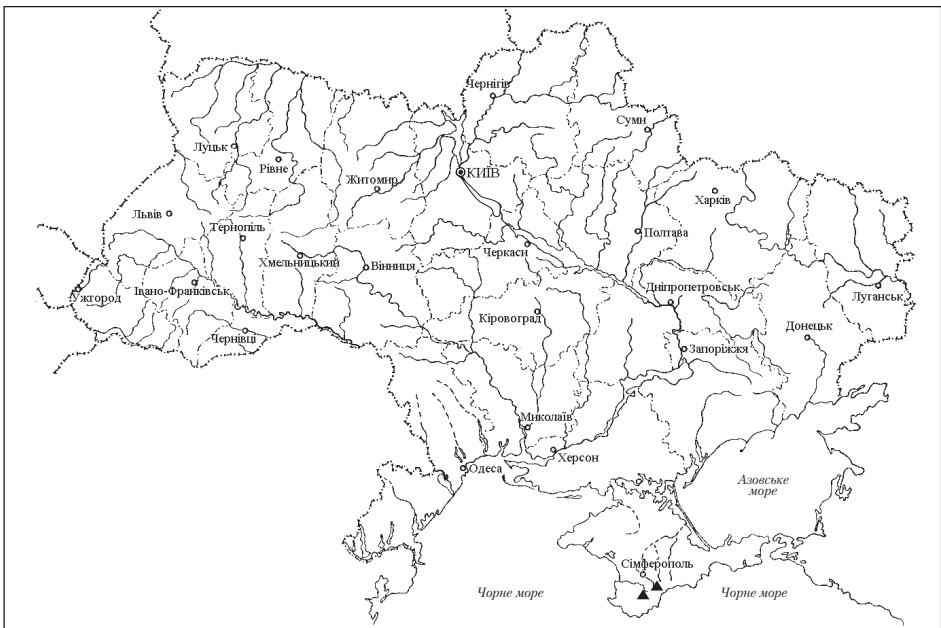 Чернігів
Суми
Луцьк
Рівне
КИЇВ
Житомир
Харків
Львів
Тернопіль
Полтава
Черкаси
Хмельницький
Вінниця
Ужгород
Івано-Франківськ
Дніпропетровськ
Луганськ
Кіровоград
Донецьк
Чернівці
Запоріжжя
Миколаїв
Херсон
Одеса
Азовське
море
Сімферополь
Чорне море
Чорне море